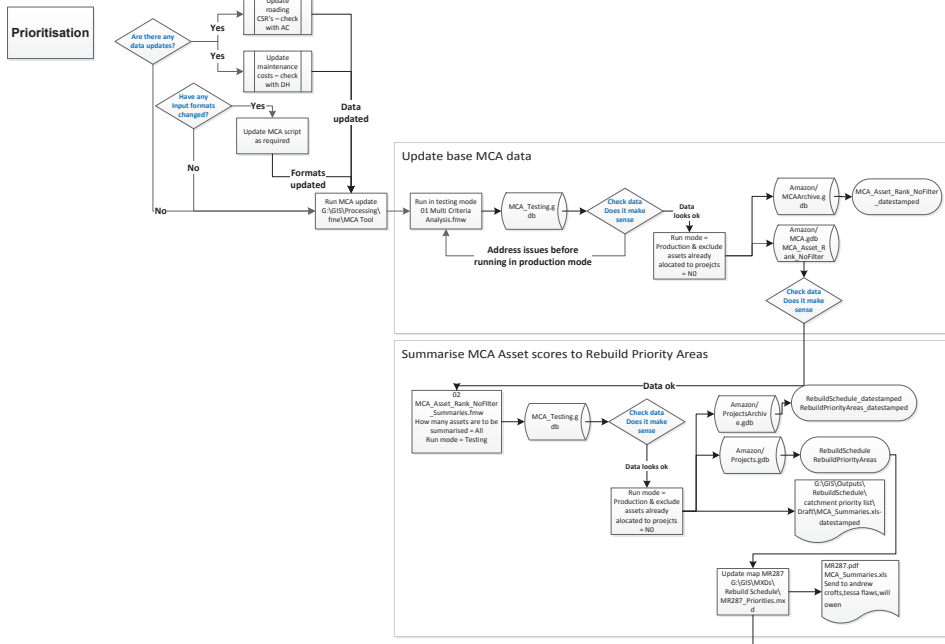 Prioritisation
Update
roading
CSR's – check
with AC
Are there any
data updates?
Yes
Yes
Update
maintenance
costs – check
with DH
Have any
Input formats
changed?
Yes
Update MCA script
as required
Data
updated
No
Formats
updated
No
Run MCA update
G:\GIS\Processing\
fme\MCA Tool
Update base MCA data
Run in testing mode
01 Multi Criteria
Analysis.fmw
MCA_Testing.g
db
Check data
Does it make
sense
Data
looks ok
Address issues before
running in production mode
Run mode =
Production & exclude
assets already
alocated to proejcts
= N0
Amazon/
MCAArchive.g
db
MCA_Asset_Rank_NoFilter
_datestamped
Amazon/
MCA.gdb
MCA_Asset_R
ank_NoFilter
Check data
Does it make
sense
Summarise MCA Asset scores to Rebuild Priority Areas
Data ok
02
MCA_Asset_Rank_NoFIlter
_Summaries.fmw
How many assets are to be
summarised = All
Run mode = Testing
MCA_Testing.g
db
Check data
Does it make
sense
Data looks ok
Run mode =
Production & exclude
assets already
alocated to proejcts
= N0
Amazon/
ProjectsArchiv
e.gdb
RebuildSchedule_datestamped
RebuildPriorityAreas_datestamped
Amazon/
Projects.gdb
RebuildSchedule
RebuildPriorityAreas
G:\GIS\Outputs\
RebuildSchedule\
catchment priority list\
Draft\MCA_Summaries.xls-
datestamped
Update map MR287
G:\GIS\MXDs\
Rebuild Schedule\
MR287_Priorities.mx
d
MR287.pdf
MCA_Summaries.xls
Send to andrew
crofts,tessa flaws,will
owen